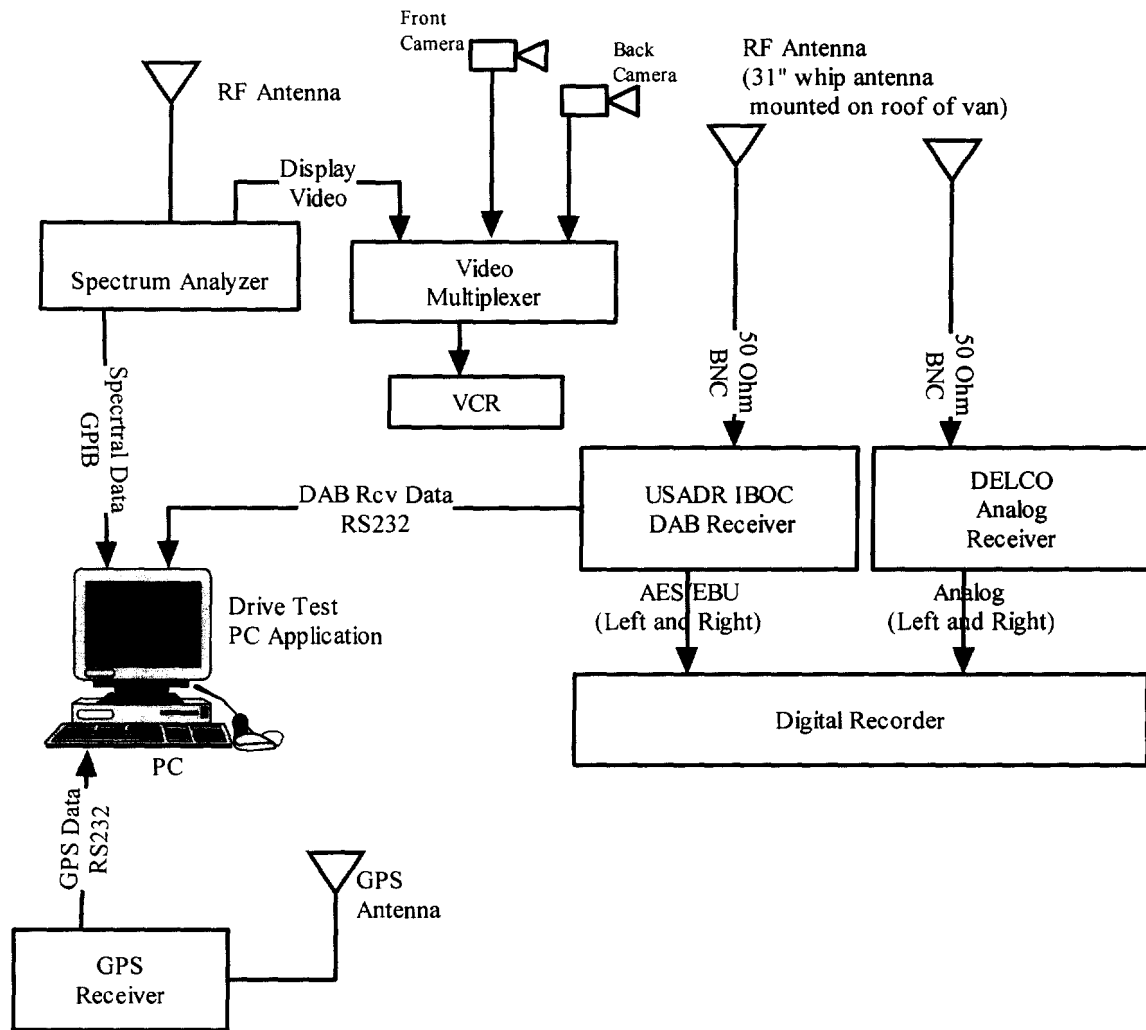 Front
Camera
Back
Camera
RF Antenna
(31" whip antenna
mounted on roof of van)
RF Antenna
Display
Video
Spectrum Analyzer
Video
Multiplexer
VCR
50 Ohm
BNC
50 Ohm
BNC
Specrtral Data
GPIB
DAB Rcv Data
RS232
USADR IBOC
DAB Receiver
DELCO
Analog
Receiver
AES/EBU
(Left and Right)
Analog
(Left and Right)
Drive Test
PC Application
Digital Recorder
PC
GPS Data
RS232
GPS
Antenna
GPS
Receiver